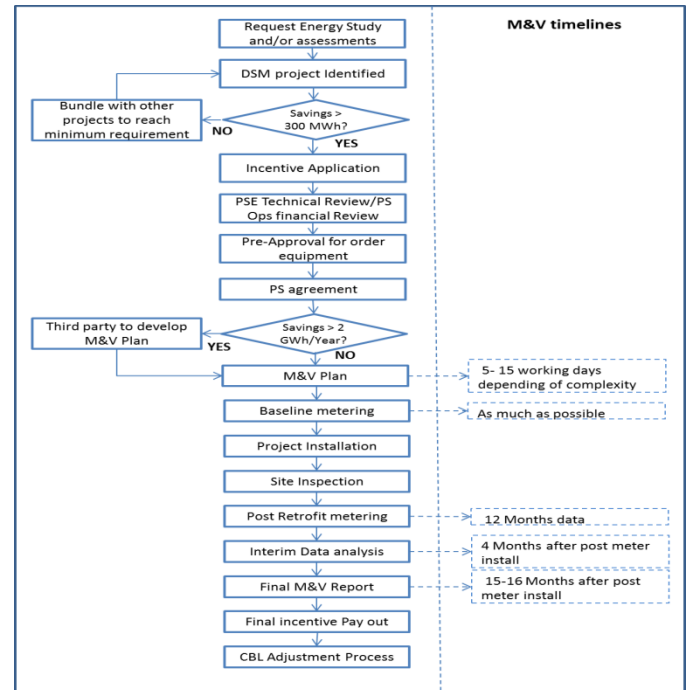 M&V timelines
Request Energy Study
and/or assessments
DSM project Identified
Bundle with other
projects to reach
minimum requirement
NO
Savings >
300 MWh?
YES
Incentive Application
PSE Technical Review/PS
Ops financial Review
Pre-Approval for order
equipment
PS agreement
Third party to develop
M&V Plan
YES
Savings > 2
GWh/Year?
NO
M&V Plan
5- 15 working days
depending of complexity
Baseline metering
As much as possible
Project Installation
Site Inspection
Post Retrofit metering
12 Months data
Interim Data analysis
4 Months after post meter
install
Final M&V Report
15-16 Months after post
meter install
Final incentive Pay out
CBL Adjustment Process